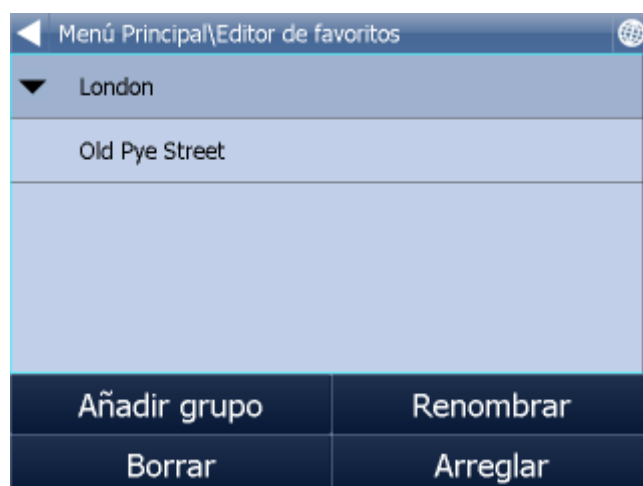 Menú Principal\Editor de favoritos
London
Old Pye Street
Añadir grupo
Renombrar
Borrar
Arreglar